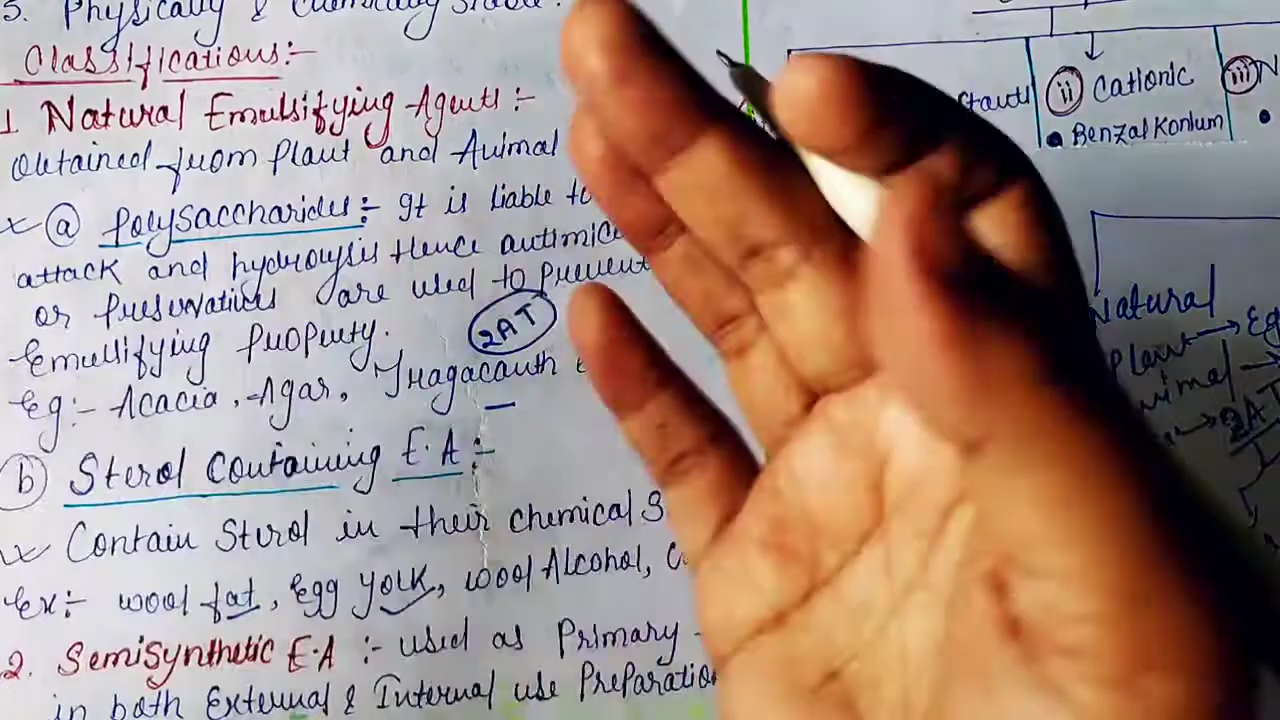 5. Physically & Chemically
Classifications:-
1 Natural Emulsifying Agents :-
Obtained from plant and Animal
@ Polysaccharides:- It is liable to
attack and hydrolysis Hence
or Preservatives are used to prevent
Emulsifying Property.
2AT
Eg:- Acacia, Agar, Tragacanth
b) Sterol Containing E.A :-
Contain Sterol in their chemical
Ex:- wool fat, Egg YOLK, wool Alcohol,
2. SemiSynthetic E.A :- used as Primary
in both External & Internal use
ii Cationic
iii
• Benzalkonium
Natural
Plant → Eg
2AT